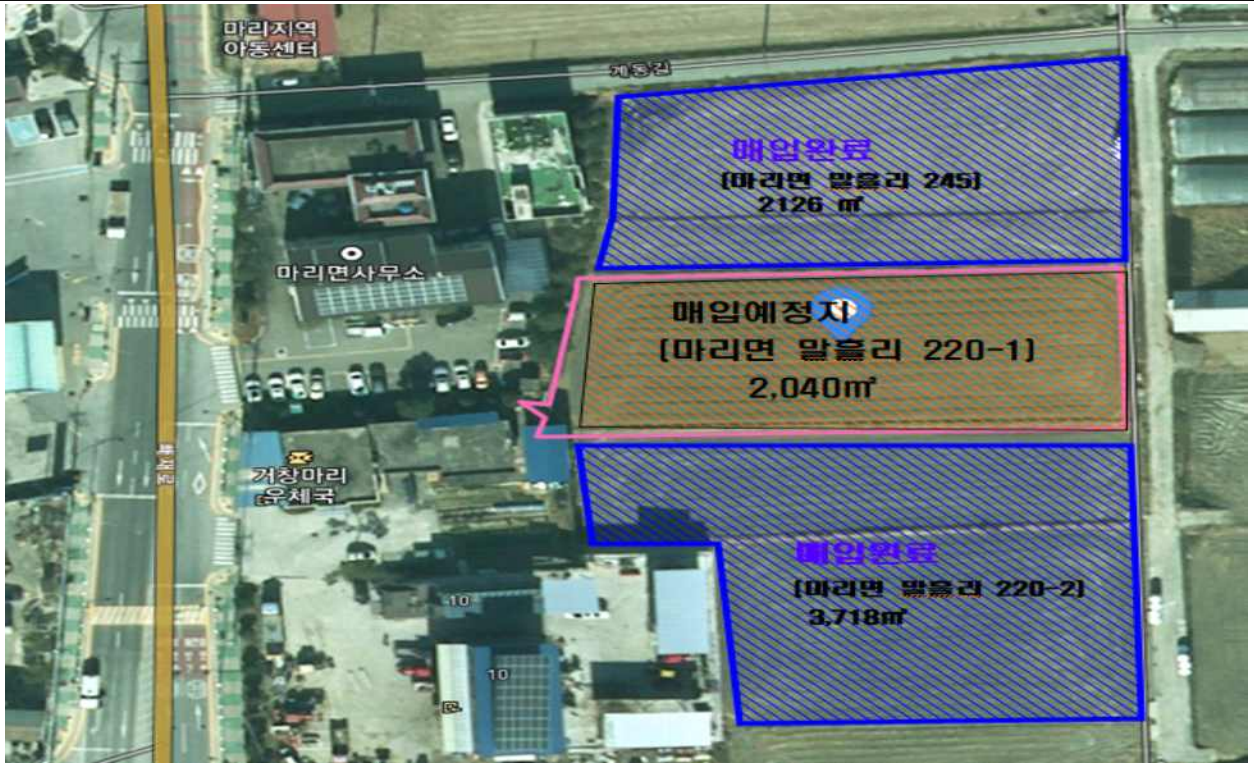 마리지역
아동센터
계동길
매입완료
(마리면 말흘리 245)
2126 ㎡
마리면사무소
매입예정지
(마리면 말흘리 220-1)
2,040㎡
거창마리
우체국
매입완료
(마리면 말흘리 220-2)
3,718㎡
10
10